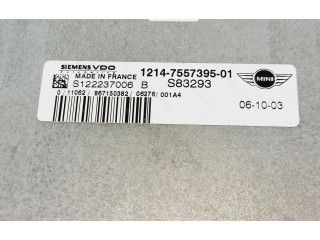 SIEMENS VDO
MADE IN FRANCE
1214-7557395-01
S122237006 B S83293
MINI
06-10-03
0 / 11062 / 867150382 / 06276 / 001A4